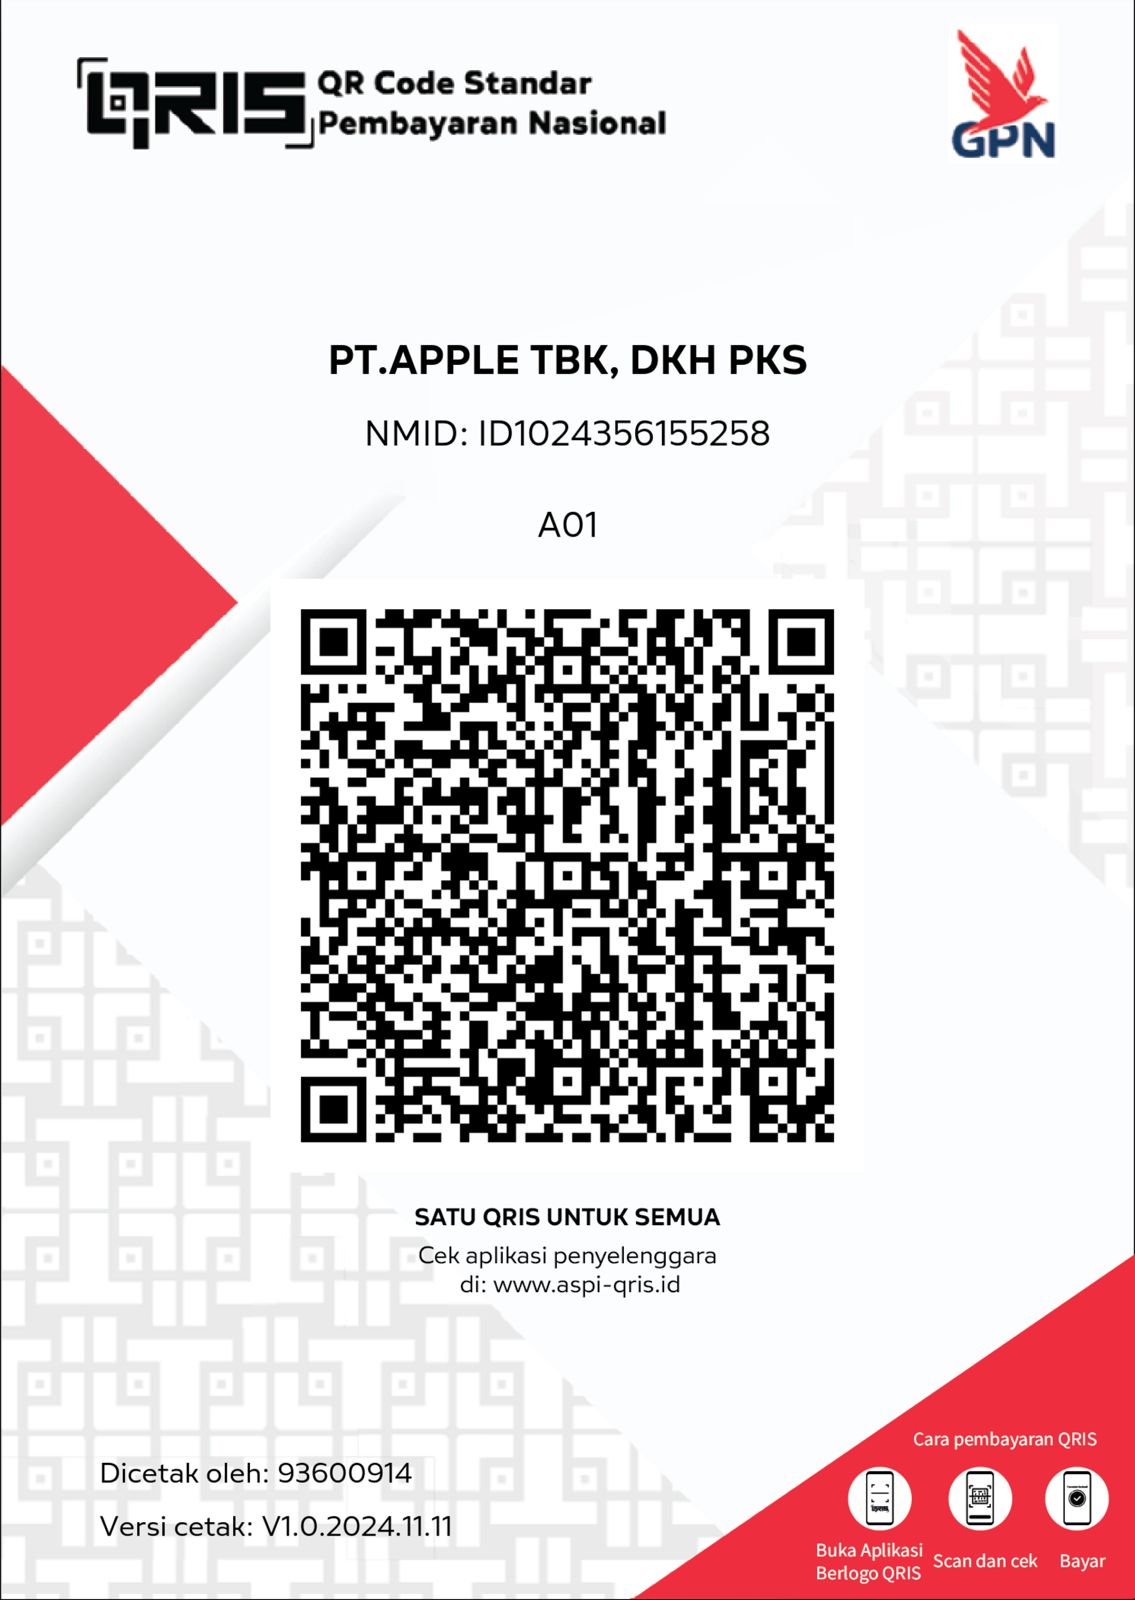 QRIS QR Code Standar
Pembayaran Nasional
GPN
PT.APPLE TBK, DKH PKS
NMID: ID1024356155258
A01
SATU QRIS UNTUK SEMUA
Cek aplikasi penyelenggara
di: www.aspi-qris.id
Dicetak oleh: 93600914
Versi cetak: V1.0.2024.11.11
Cara pembayaran QRIS
Buka Aplikasi
Berlogo QRIS
Scan dan cek
Bayar